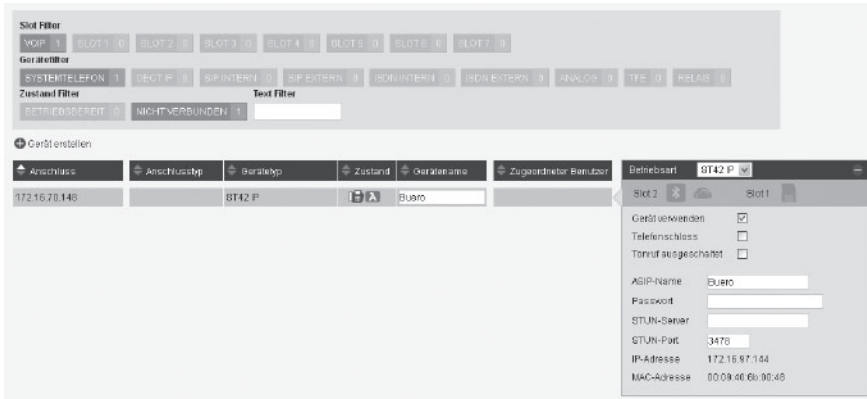 Slot Filter
VOIP 1 SLOT 1 0 SLOT 2 0 SLOT 3 0 SLOT 4 0 SLOT 5 0 SLOT 6 0 SLOT 7 0
Gerätefilter
SYSTEMTELEFON 1 DECT IP 0 SIP INTERN 0 SIP EXTERN 0 ISDN INTERN 0 ISDN EXTERN 0 ANALOG 0 TFE 0 RELAIS 0
Zustand Filter Text Filter
BETRIEBSBEREIT 0 NICHT VERBUNDEN 1
Gerät erstellen
Anschluss Anschlusstyp Gerätetyp Zustand Gerätename Zugeordneter Benutzer Betriebsart ST42 IP
172.16.70.148 ST42 IP Buero
Slot 2 Slot 1
Gerät verwenden
Telefonschloss
Tonruf ausgeschaltet
ASIP-Name Buero
Passwort
STUN-Server
STUN-Port 3478
IP-Adresse 172.16.97.144
MAC-Adresse 00:09:40:6b:00:48